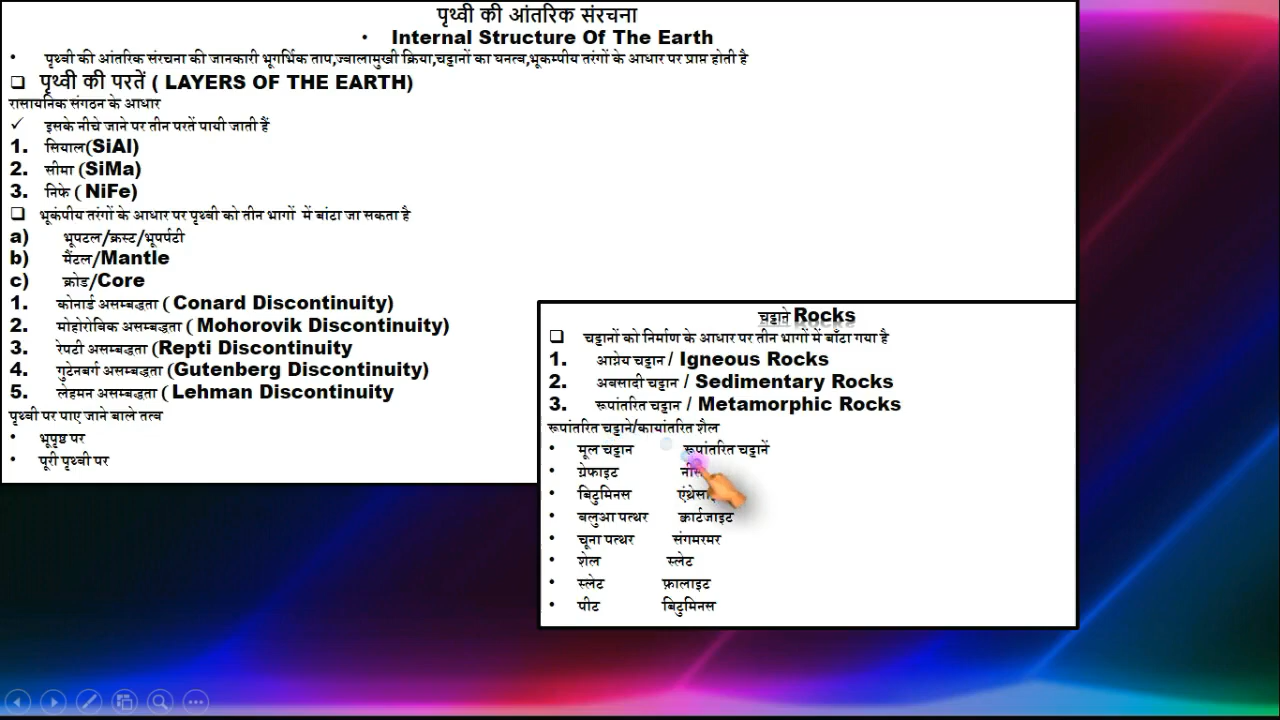 पृथ्वी की आंतरिक संरचना
• Internal Structure Of The Earth
• पृथ्वी की आंतरिक संरचना की जानकारी भूगर्भिक ताप,ज्वालामुखी क्रिया,चट्टानों का घनत्व,भूकम्पीय तरंगों के आधार पर प्राप्त होती है
❑ पृथ्वी की परतें ( LAYERS OF THE EARTH)
रासायनिक संगठन के आधार
✓ इसके नीचे जाने पर तीन परतें पायी जाती हैं
1. सियाल(SiAl)
2. सीमा (SiMa)
3. निफे ( NiFe)
❑ भूकंपीय तरंगों के आधार पर पृथ्वी को तीन भागों में बांटा जा सकता है
a) भूपटल/क्रस्ट/भूपर्पटी
b) मैंटल/Mantle
c) क्रोड/Core
1. कोनार्ड असम्बद्धता ( Conard Discontinuity)
2. मोहोरोविक असम्बद्धता ( Mohorovik Discontinuity)
3. रेपटी असम्बद्धता (Repti Discontinuity
4. गुटेनबर्ग असम्बद्धता (Gutenberg Discontinuity)
5. लेहमन असम्बद्धता ( Lehman Discontinuity
पृथ्वी पर पाए जाने बाले तत्ब
• भूपृष्ठ पर
• पूरी पृथ्वी पर
चट्टाने Rocks
❑ चट्टानों को निर्माण के आधार पर तीन भागों में बाँटा गया है
1. आग्नेय चट्टान / Igneous Rocks
2. अबसादी चट्टान / Sedimentary Rocks
3. रूपांतरित चट्टान / Metamorphic Rocks
रूपांतरित चट्टाने/कायांतरित शैल
• मूल चट्टान रूपांतरित चट्टानें
• ग्रेफाइट
• बिटुमिनस
• बलुआ पत्थर क्वार्टजाइट
• चूना पत्थर संगमरमर
• शेल स्लेट
• स्लेट फ़ालाइट
• पीट बिटुमिनस